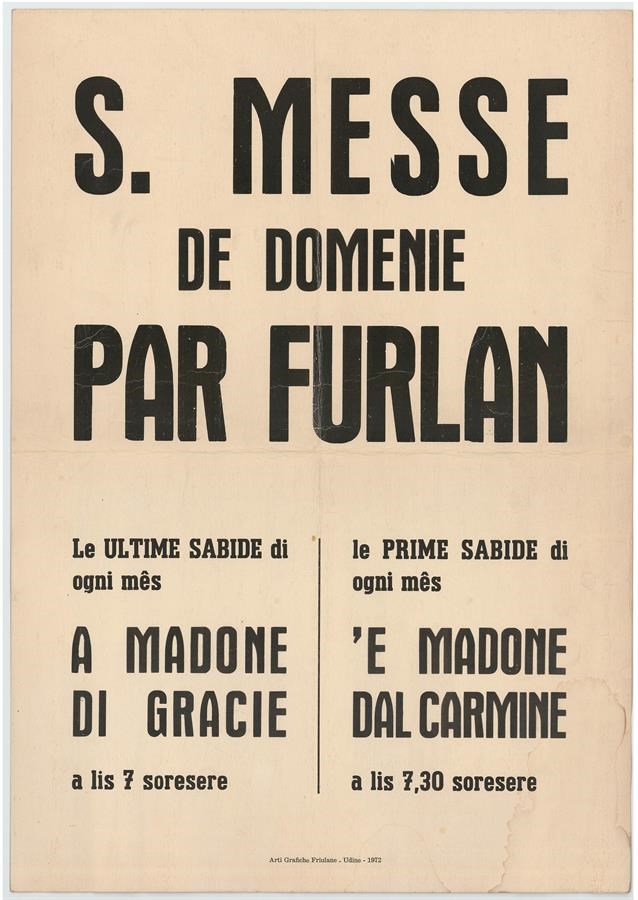 S. MESSE
DE DOMENIE
PAR FURLAN
Le ULTIME SABIDE di
ogni mês
A MADONE
DI GRACIE
a lis 7 soresere
le PRIME SABIDE di
ogni mês
'E MADONE
DAL CARMINE
a lis 7,30 soresere
Arti Grafiche Friulane - Udine - 1972